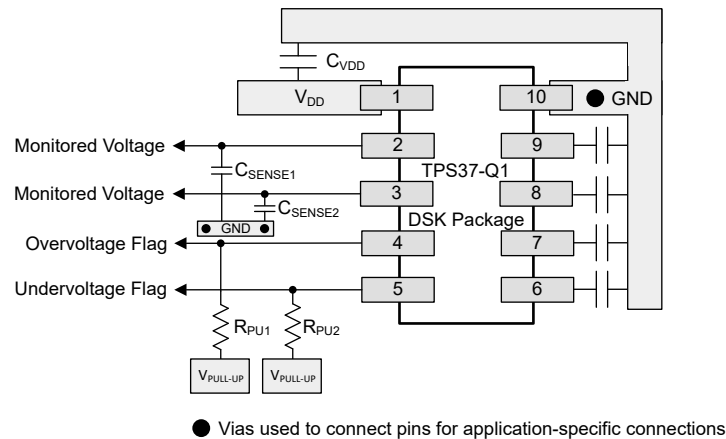 C_VDD
V_DD
1
10
GND
Monitored Voltage
2
9
TPS37-Q1
C_SENSE1
Monitored Voltage
3
8
C_SENSE2
GND
DSK Package
Overvoltage Flag
4
7
Undervoltage Flag
5
6
R_PU1
R_PU2
V_PULL-UP
V_PULL-UP
Vias used to connect pins for application-specific connections